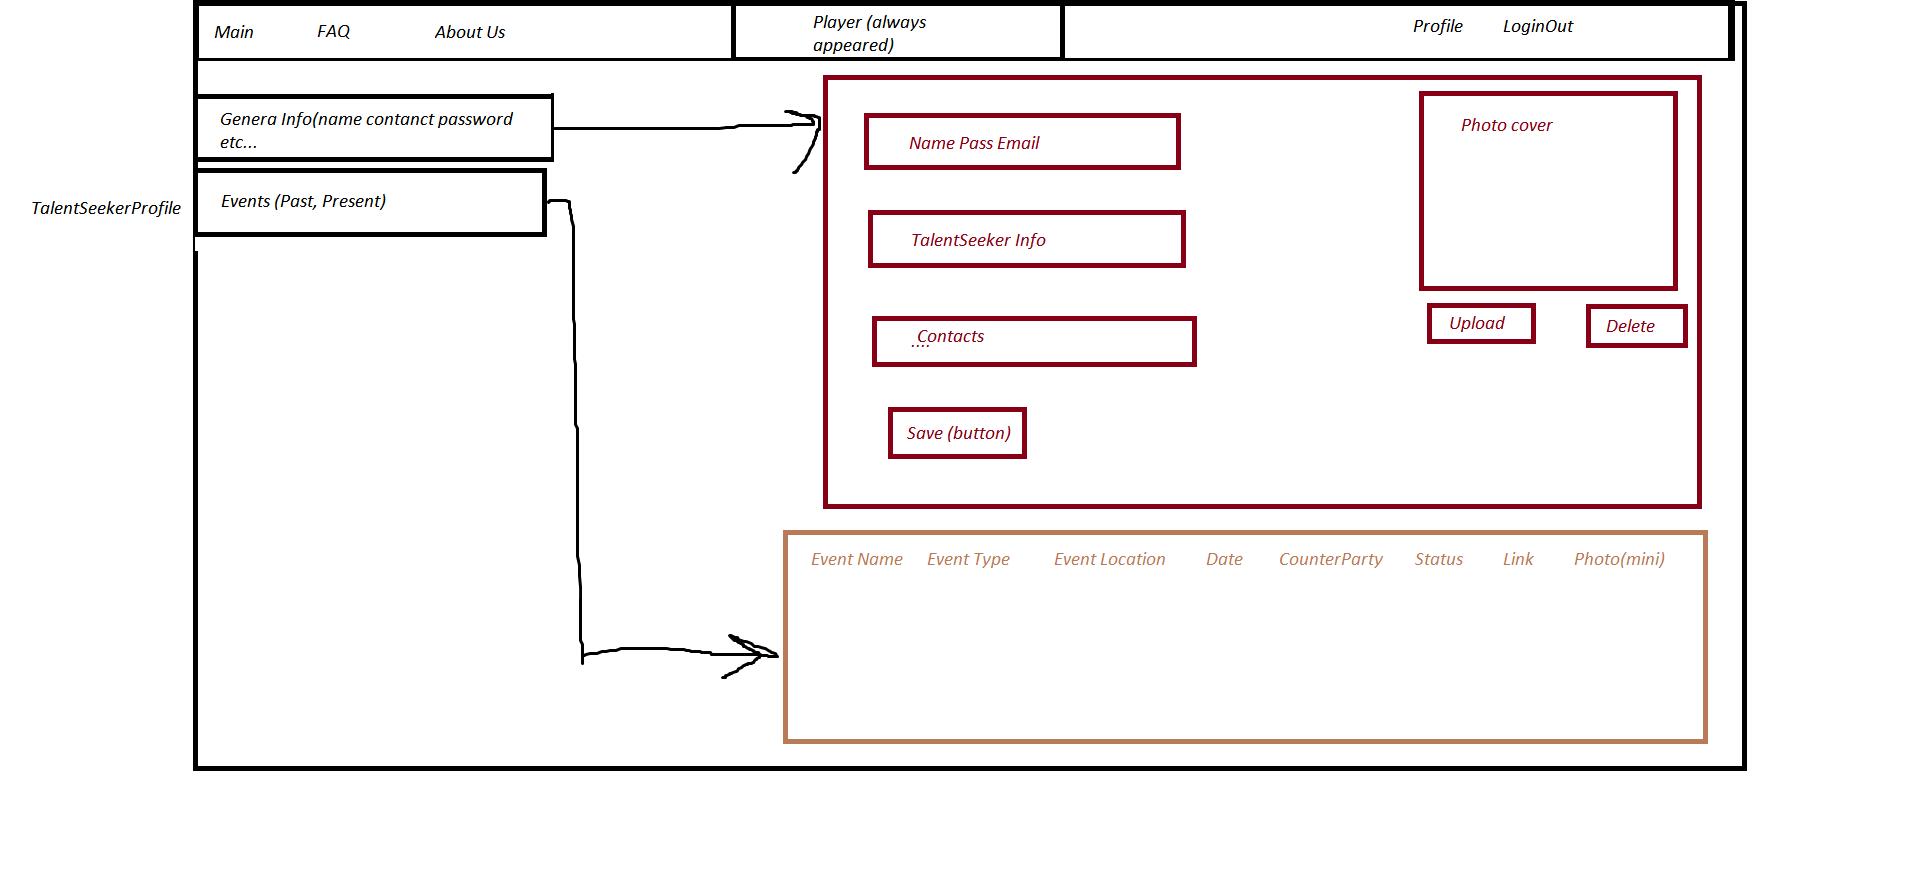 Main FAQ About Us
Player (always
appeared)
Profile LoginOut
Genera Info(name contanct password
etc...
Events (Past, Present)
TalentSeekerProfile
Name Pass Email
TalentSeeker Info
Contacts
....
Save (button)
Photo cover
Upload
Delete
Event Name Event Type Event Location Date CounterParty Status Link Photo(mini)